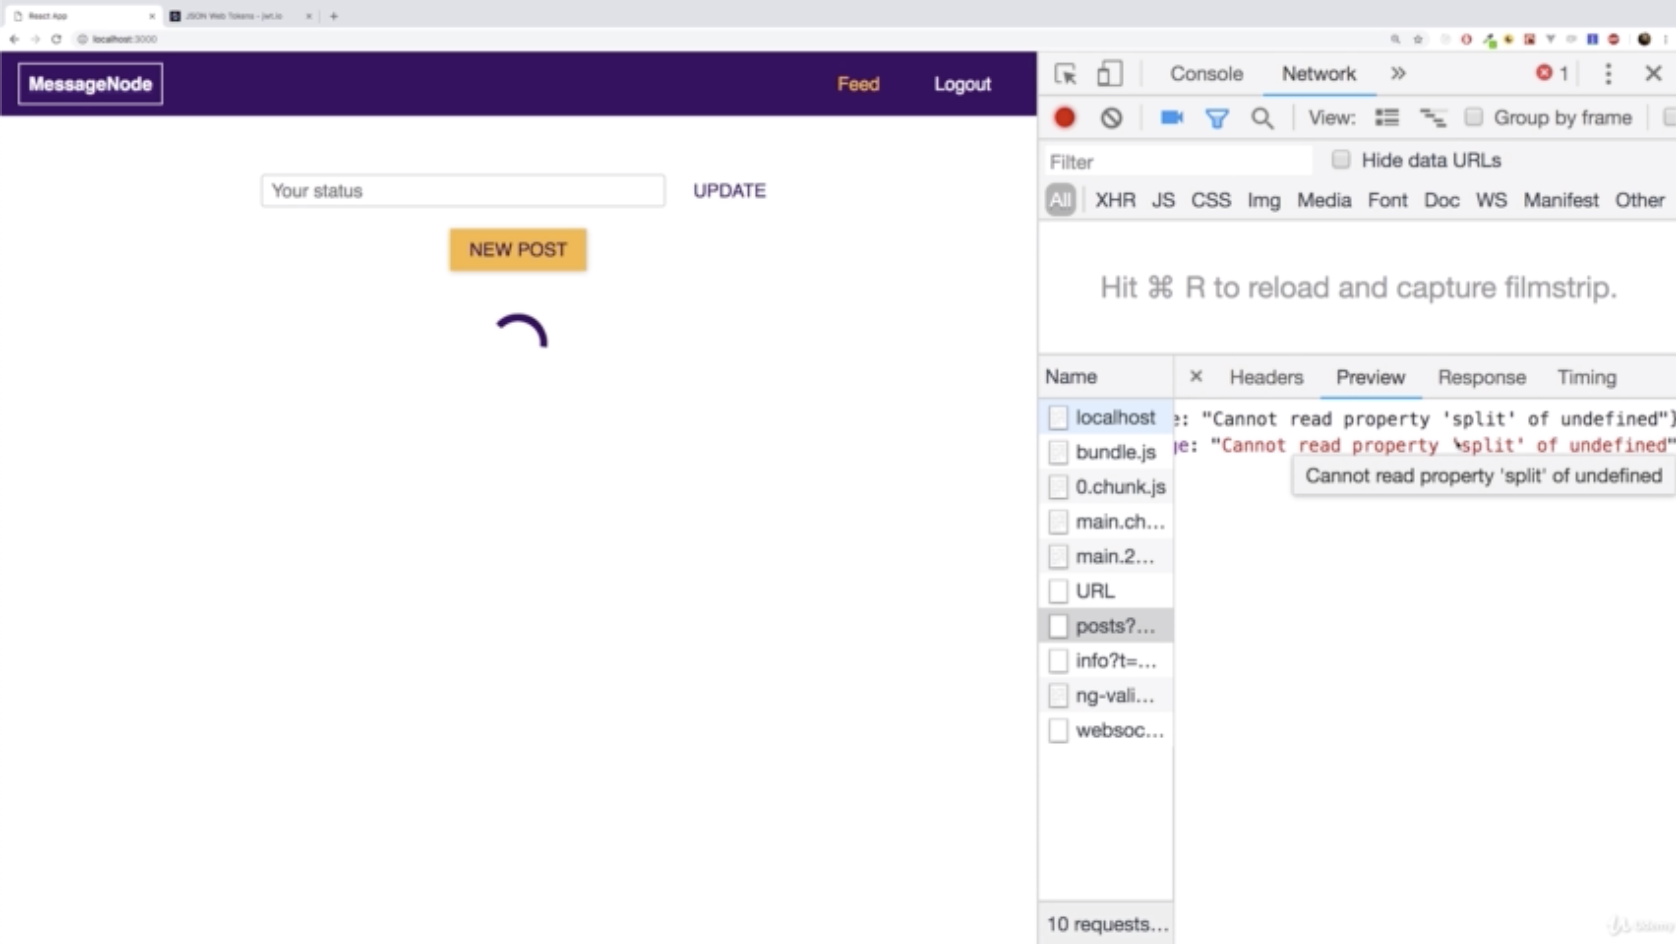 React App
JSON Web Tokens - jwt.io
localhost:3000
MessageNode
Feed
Logout
Your status
UPDATE
NEW POST
Console
Network
1
View:
Group by frame
Filter
Hide data URLs
All
XHR
JS
CSS
Img
Media
Font
Doc
WS
Manifest
Other
Hit ⌘ R to reload and capture filmstrip.
Name
Headers
Preview
Response
Timing
localhost
e: "Cannot read property 'split' of undefined"}
ge: "Cannot read property 'split' of undefined"
Cannot read property 'split' of undefined
bundle.js
0.chunk.js
main.ch...
main.2...
URL
posts?...
info?t=...
ng-vali...
websoc...
10 requests...
Udemy